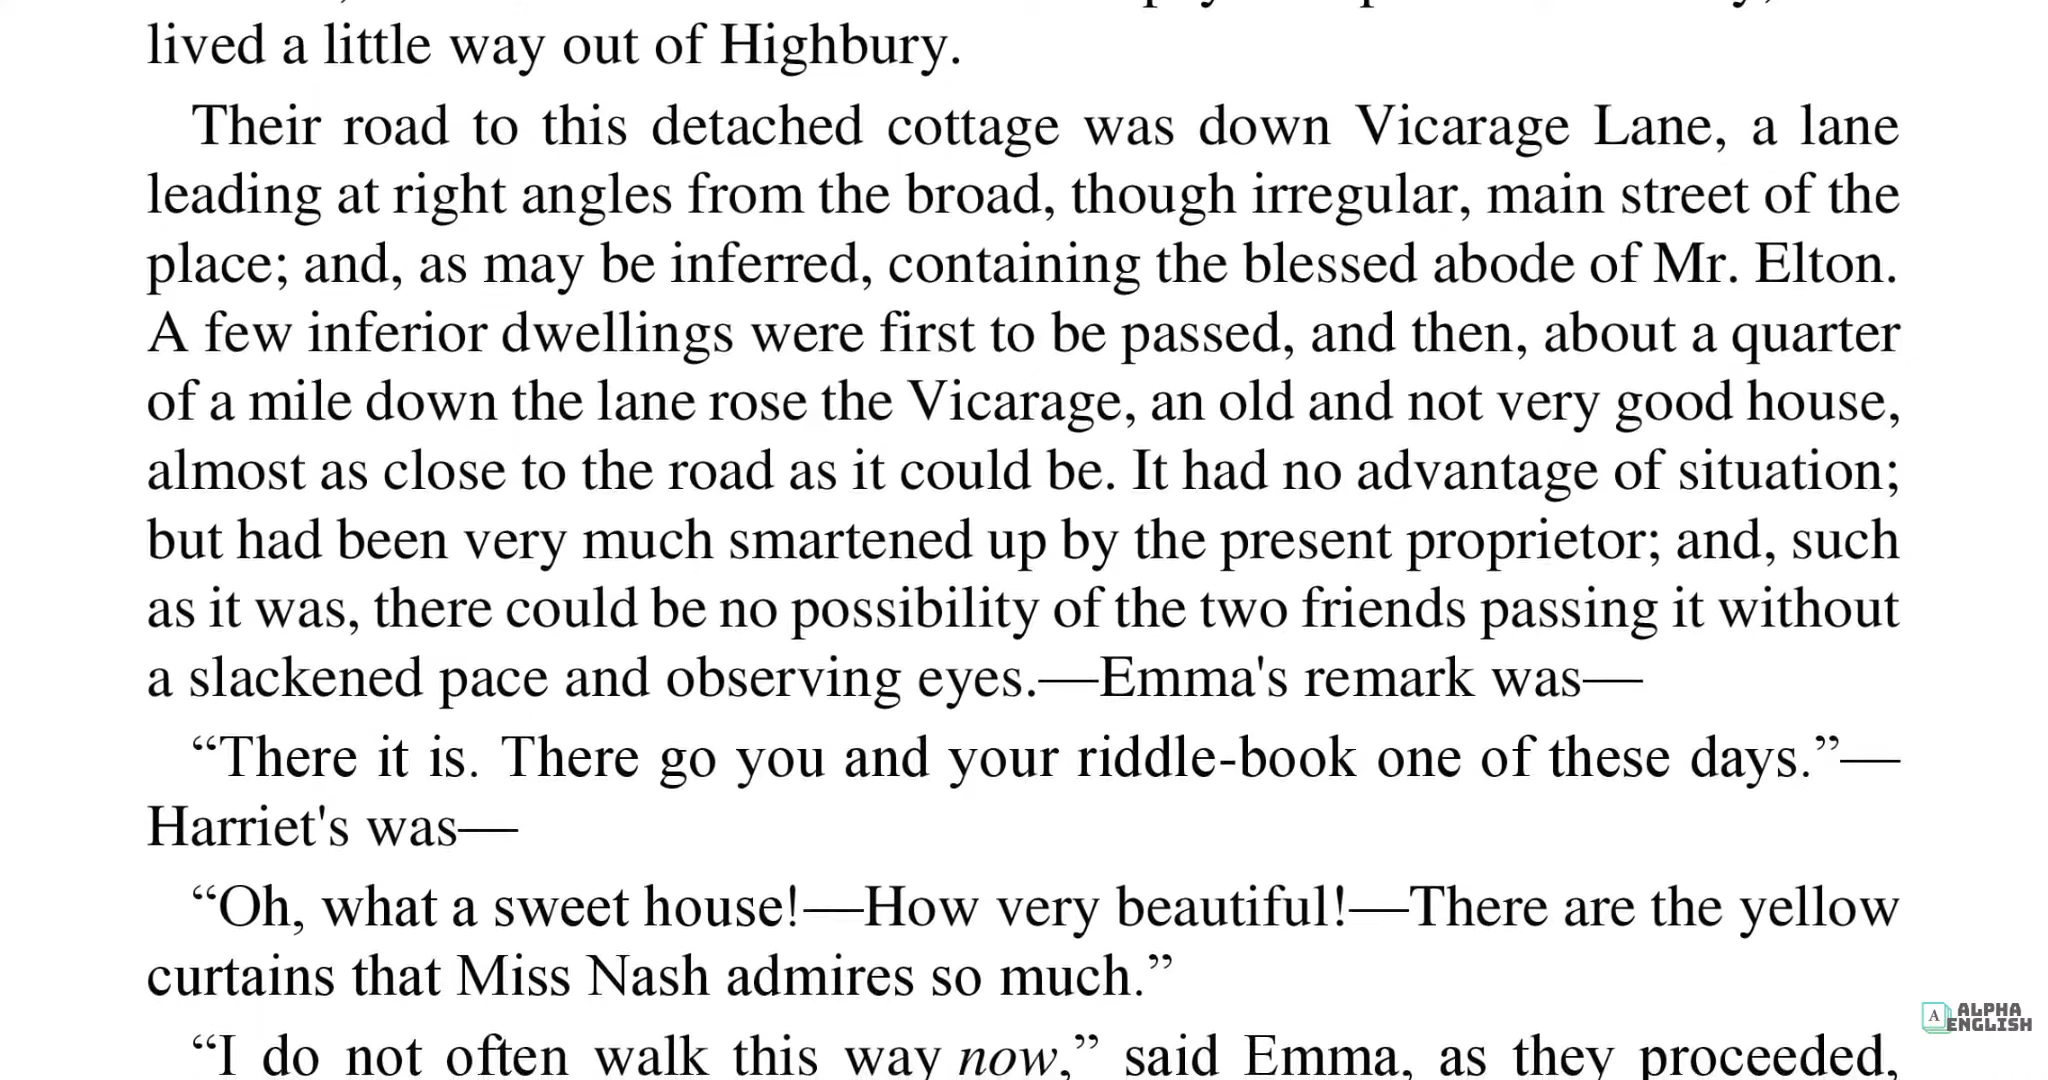 lived a little way out of Highbury.
Their road to this detached cottage was down Vicarage Lane, a lane
leading at right angles from the broad, though irregular, main street of the
place; and, as may be inferred, containing the blessed abode of Mr. Elton.
A few inferior dwellings were first to be passed, and then, about a quarter
of a mile down the lane rose the Vicarage, an old and not very good house,
almost as close to the road as it could be. It had no advantage of situation;
but had been very much smartened up by the present proprietor; and, such
as it was, there could be no possibility of the two friends passing it without
a slackened pace and observing eyes.—Emma's remark was—
“There it is. There go you and your riddle-book one of these days.”—
Harriet's was—
“Oh, what a sweet house!—How very beautiful!—There are the yellow
curtains that Miss Nash admires so much.”
“I do not often walk this way now,” said Emma, as they proceeded,
A ALPHA
ENGLISH